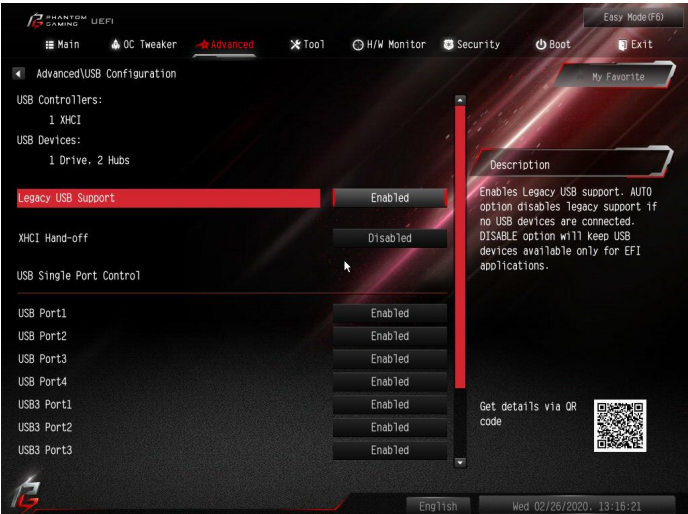 PHANTOM GAMING UEFI
Easy Mode(F6)
Main OC Tweaker Advanced Tool H/W Monitor Security Boot Exit
Advanced\USB Configuration
My Favorite
USB Controllers:
1 XHCI
USB Devices:
1 Drive. 2 Hubs
Legacy USB Support Enabled
XHCI Hand-off Disabled
USB Single Port Control
USB Port1 Enabled
USB Port2 Enabled
USB Port3 Enabled
USB Port4 Enabled
USB3 Port1 Enabled
USB3 Port2 Enabled
USB3 Port3 Enabled
Description
Enables Legacy USB support. AUTO
option disables legacy support if
no USB devices are connected.
DISABLE option will keep USB
devices available only for EFI
applications.
Get details via QR
code
English
Wed 02/26/2020. 13:16:21